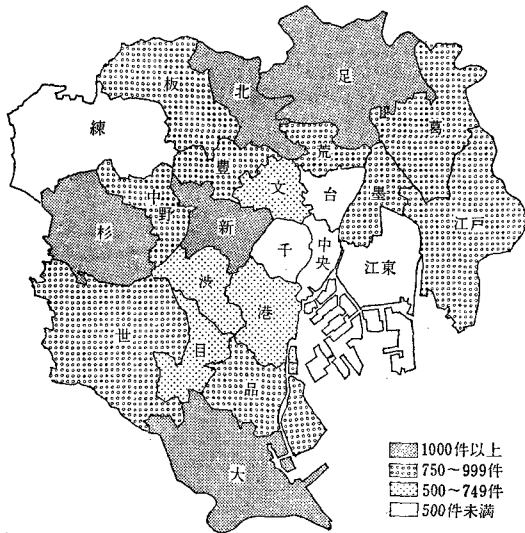 足
北
板
葛
練
荒
豊
文
台
墨
中野
江戸
杉
新
千
中央
江東
渋
港
世
目
品
大
1000件以上
750～999件
500～749件
500件未満